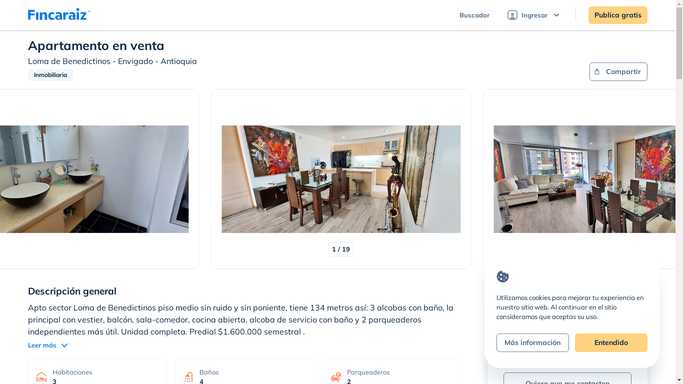 Fincaraiz
Buscador
Ingresar
Publica gratis
Apartamento en venta
Loma de Benedictinos - Envigado - Antioquia
Inmobiliaria
Compartir
1 / 19
Descripción general
Apto sector Loma de Benedictinos piso medio sin ruido y sin poniente, tiene 134 metros así: 3 alcobas con baño, la
principal con vestier, balcón, sala-comedor, cocina abierta, alcoba de servicio con baño y 2 parqueaderos
independientes más útil. Unidad completa. Predial $1.600.000 semestral .
Leer más
Habitaciones
3
Baños
4
Parqueaderos
2
Utilizamos cookies para mejorar tu experiencia en
nuestro sitio web. Al continuar en el sitio
consideramos que aceptas su uso.
Más información
Entendido
Quiero que me contacten